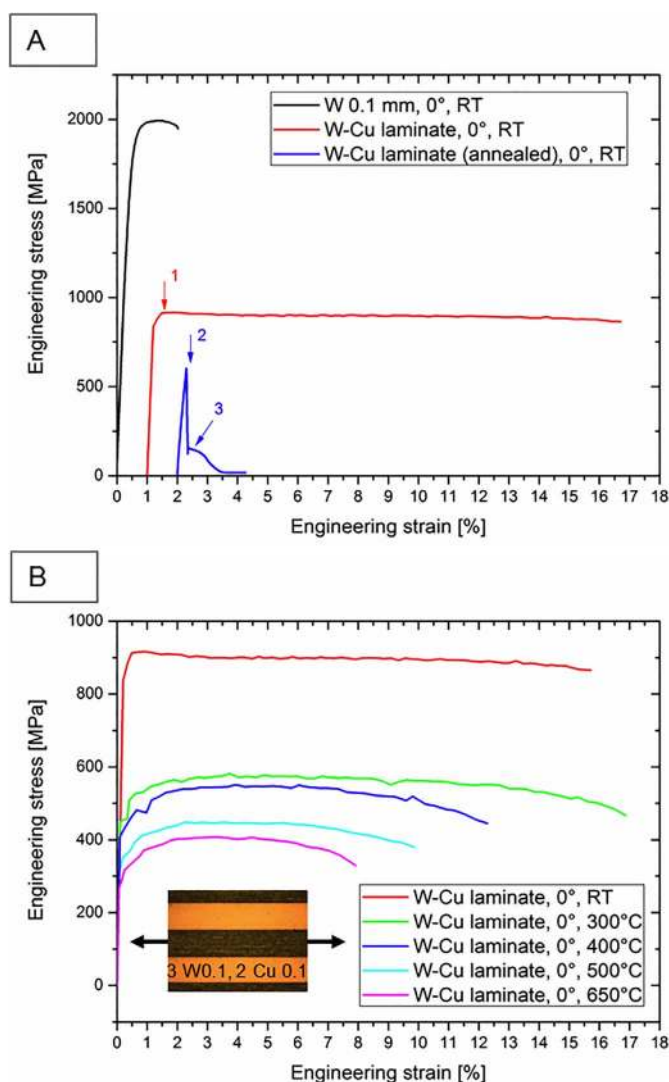 A
W 0.1 mm, 0°, RT
W-Cu laminate, 0°, RT
W-Cu laminate (annealed), 0°, RT
Engineering stress [MPa]
2000
1500
1000
500
0
1
2
3
0 1 2 3 4 5 6 7 8 9 10 11 12 13 14 15 16 17 18
Engineering strain [%]
B
Engineering stress [MPa]
1000
800
600
400
200
0
3 W0.1, 2 Cu 0.1
W-Cu laminate, 0°, RT
W-Cu laminate, 0°, 300°C
W-Cu laminate, 0°, 400°C
W-Cu laminate, 0°, 500°C
W-Cu laminate, 0°, 650°C
0 1 2 3 4 5 6 7 8 9 10 11 12 13 14 15 16 17 18
Engineering strain [%]